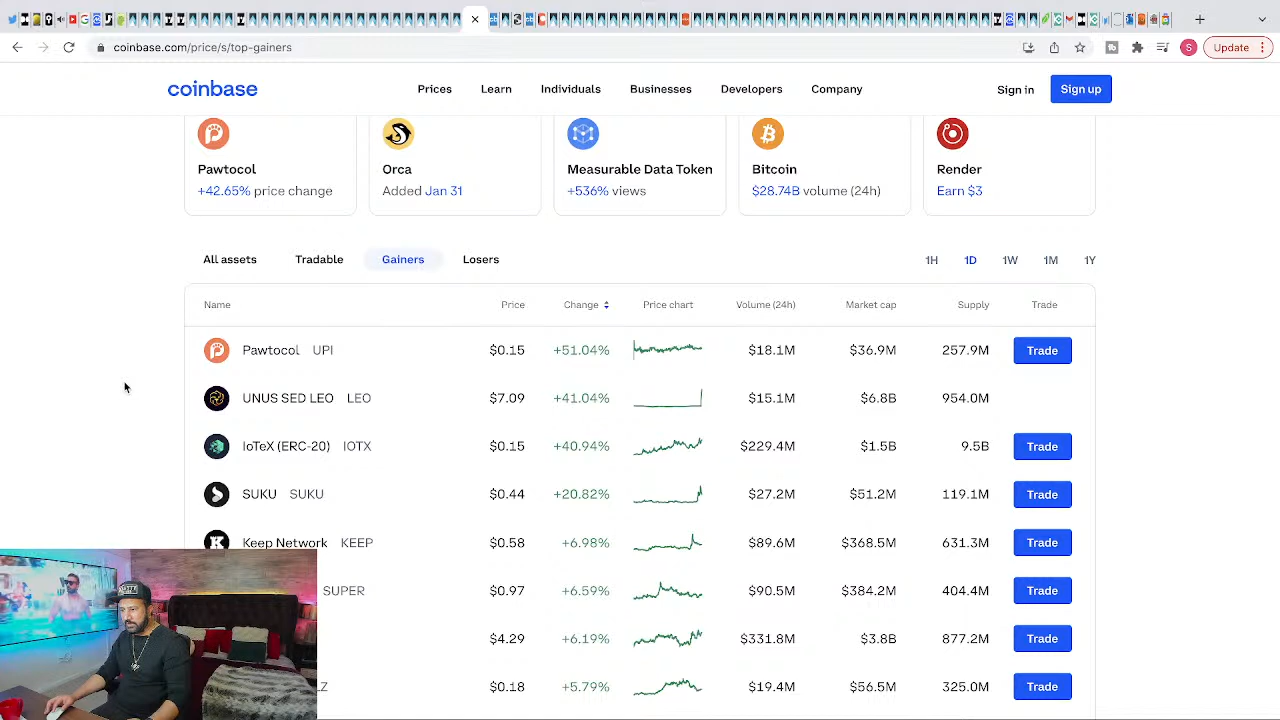 coinbase.com/price/s/top-gainers
S
Update
coinbase
Prices
Learn
Individuals
Businesses
Developers
Company
Sign in
Sign up
Pawtocol
+42.65% price change
Orca
Added Jan 31
Measurable Data Token
+536% views
Bitcoin
$28.74B volume (24h)
Render
Earn $3
All assets
Tradable
Gainers
Losers
1H
1D
1W
1M
1Y
Name
Price
Change
Price chart
Volume (24h)
Market cap
Supply
Trade
Pawtocol UPI $0.15 +51.04% $18.1M $36.9M 257.9M Trade
UNUS SED LEO LEO $7.09 +41.04% $15.1M $6.8B 954.0M
IoTeX (ERC-20) IOTX $0.15 +40.94% $229.4M $1.5B 9.5B Trade
SUKU SUKU $0.44 +20.82% $27.2M $51.2M 119.1M Trade
Keep Network KEEP $0.58 +6.98% $89.6M $368.5M 631.3M Trade
SUPER $0.97 +6.59% $90.5M $384.2M 404.4M Trade
$4.29 +6.19% $331.8M $3.8B 877.2M Trade
LZ $0.18 +5.79% $19.4M $56.5M 325.0M Trade